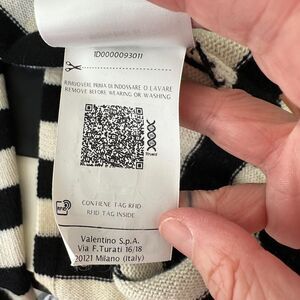 ID0000093011
RIMUOVERE PRIMA DI INDOSSARE O LAVARE
REMOVE BEFORE WEARING OR WASHING
CONTIENE TAG RFID
RFID TAG INSIDE
Valentino S.p.A.
Via F.Turati 16/18
20121 Milano (Italy)